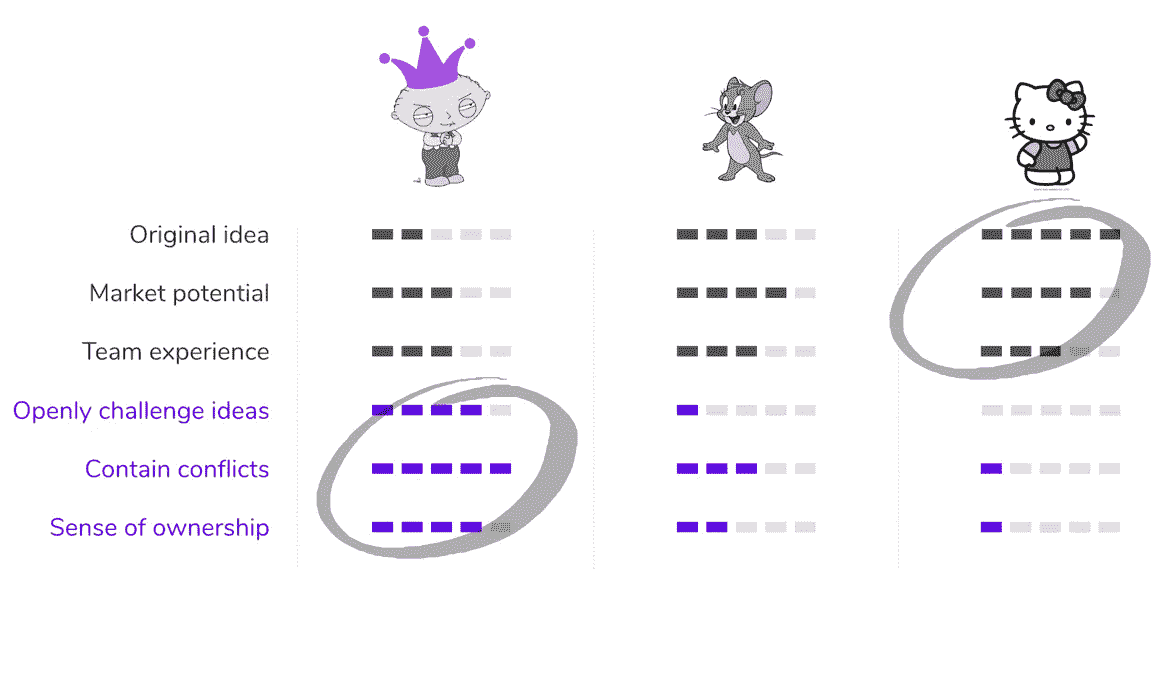 Original idea
Market potential
Team experience
Openly challenge ideas
Contain conflicts
Sense of ownership